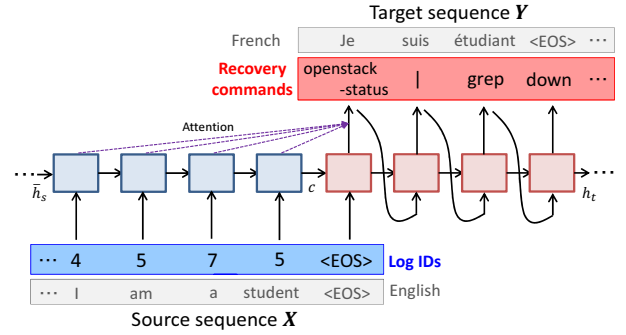 Target sequence Y
French Je suis étudiant <EOS> ⋯
Recovery commands openstack -status | grep down ⋯
Attention
⋯ h̄s c ht ⋯
⋯ 4 5 7 5 <EOS> Log IDs
⋯ I am a student <EOS> English
Source sequence X